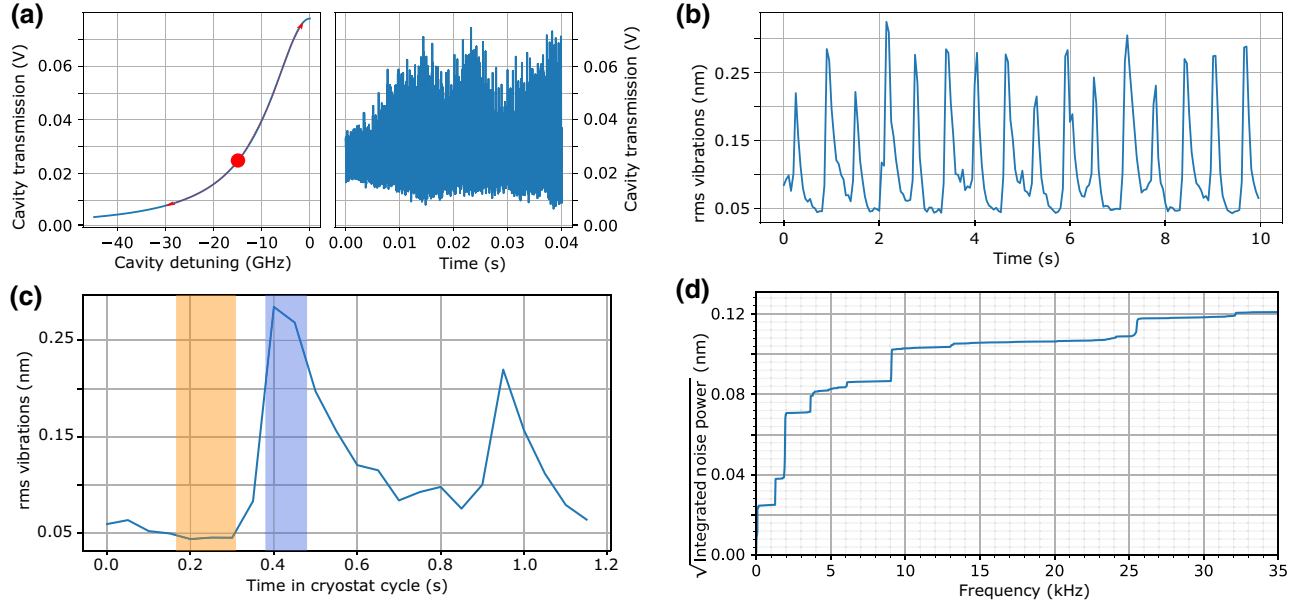 (a)
Cavity transmission (V)
0.06
0.04
0.02
0.00
−40 −30 −20 −10 0
Cavity detuning (GHz)
0.00 0.01 0.02 0.03 0.04
Time (s)
0.06
0.04
0.02
0.00
Cavity transmission (V)
(b)
rms vibrations (nm)
0.25
0.15
0.05
0 2 4 6 8 10
Time (s)
(c)
rms vibrations (nm)
0.25
0.15
0.05
0.0 0.2 0.4 0.6 0.8 1.0 1.2
Time in cryostat cycle (s)
(d)
√Integrated noise power (nm)
0.12
0.08
0.04
0.00
0 5 10 15 20 25 30 35
Frequency (kHz)